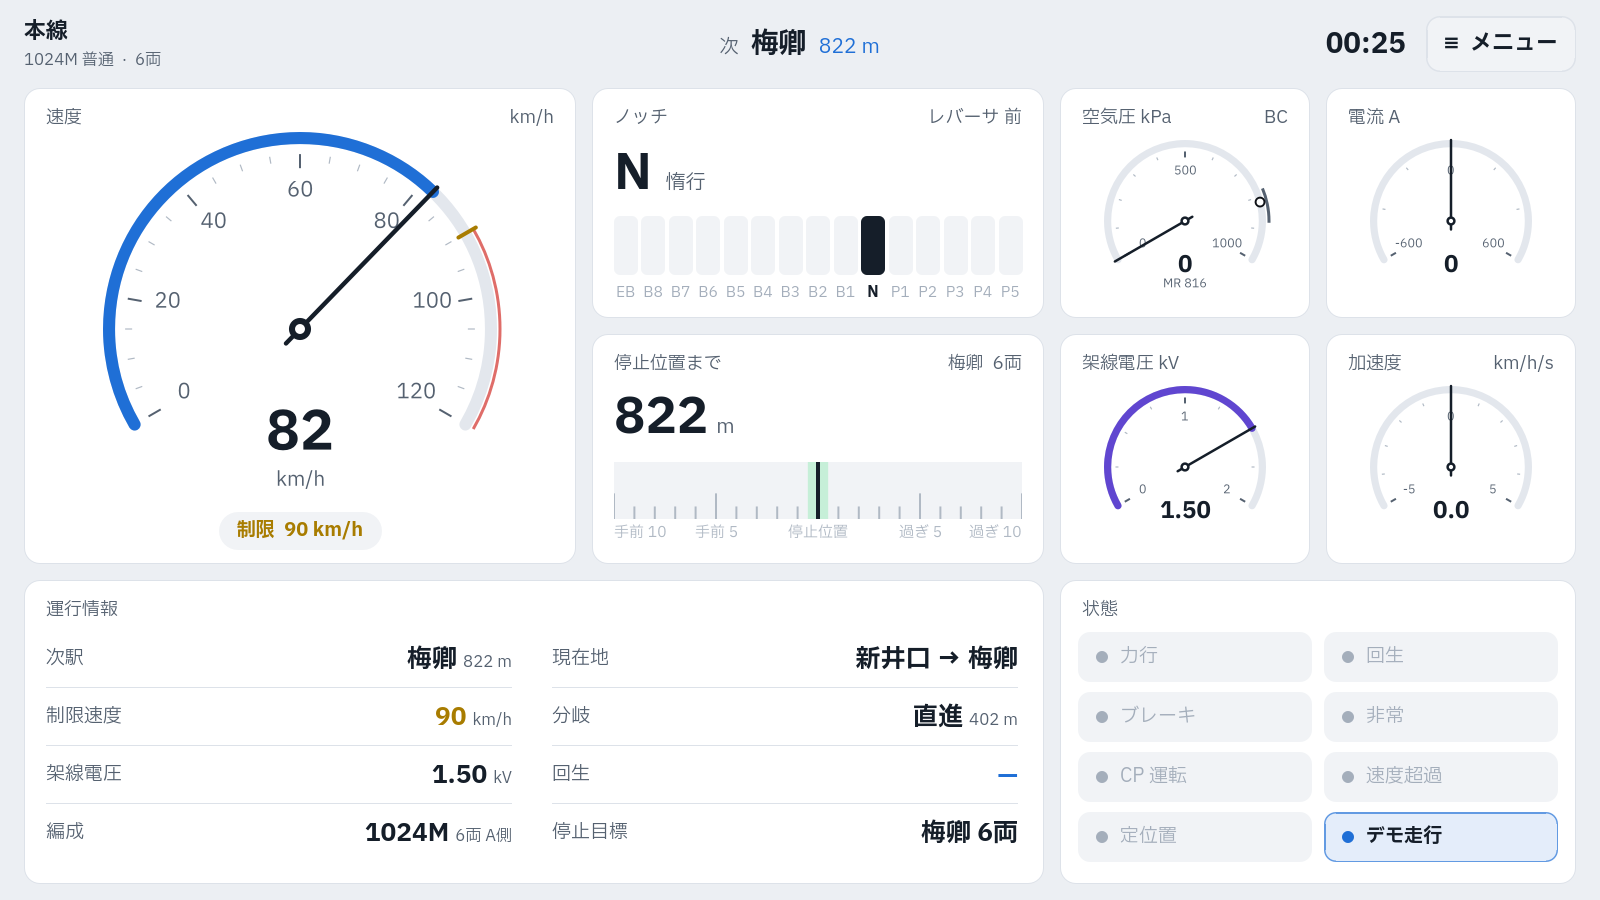 本線
1024M 普通 · 6両
次 梅郷 822 m
00:25
≡ メニュー
速度 km/h
0 20 40 60 80 100 120
82
km/h
制限 90 km/h
ノッチ レバーサ 前
N 惰行
EB B8 B7 B6 B5 B4 B3 B2 B1 N P1 P2 P3 P4 P5
停止位置まで 梅郷 6両
822 m
手前 10 手前 5 停止位置 過ぎ 5 過ぎ 10
空気圧 kPa BC
0 500 1000
0
MR 816
電流 A
-600 0 600
0
架線電圧 kV
0 1 2
1.50
加速度 km/h/s
-5 0 5
0.0
運行情報
次駅 梅郷 822 m
制限速度 90 km/h
架線電圧 1.50 kV
編成 1024M 6両 A側
現在地 新井口 → 梅郷
分岐 直進 402 m
回生 —
停止目標 梅郷 6両
状態
力行 回生
ブレーキ 非常
CP 運転 速度超過
定位置 デモ走行